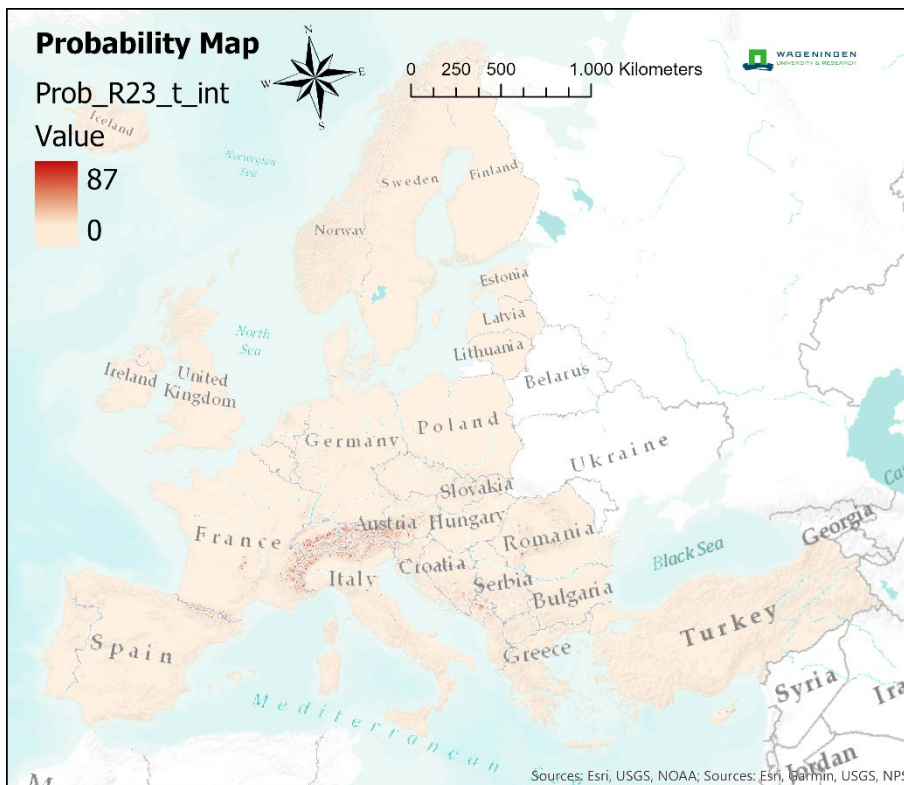 Probability Map
Prob_R23_t_int
Value
87
0
N
W
E
S
0 250 500 1.000 Kilometers
WAGENINGEN
UNIVERSITY & RESEARCH
Iceland
Norwegian
Sea
Sweden
Finland
Norway
Estonia
Latvia
Lithuania
North
Sea
Ireland
United
Kingdom
Belarus
Germany
Poland
Ukraine
Slovakia
Austria
Hungary
France
Romania
Georgia
Croatia
Black Sea
Italy
Serbia
Bulgaria
Spain
Turkey
Greece
Syria
Mediterranean
Jordan
Sources: Esri, USGS, NOAA; Sources: Esri, Garmin, USGS, NPS